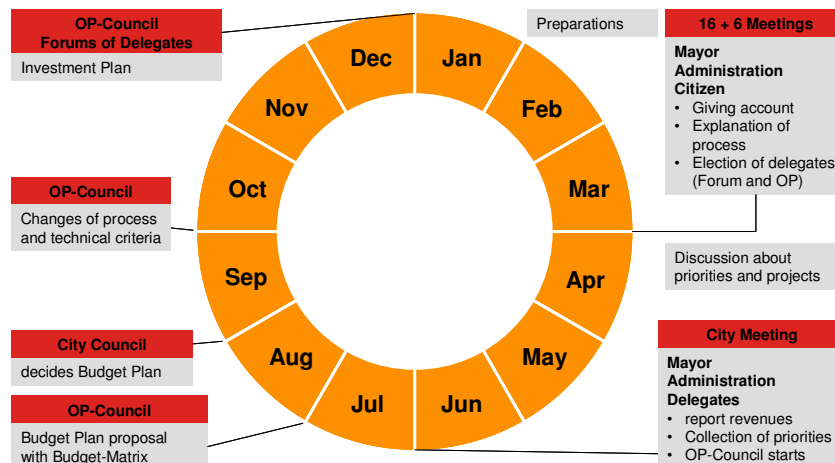 OP-Council
Forums of Delegates
Investment Plan
Preparations
16 + 6 Meetings
Mayor
Administration
Citizen
• Giving account
• Explanation of
process
• Election of delegates
(Forum and OP)
Dec
Jan
Nov
Feb
Oct
Mar
OP-Council
Changes of process
and technical criteria
Sep
Apr
Discussion about
priorities and projects
Aug
May
Jul
Jun
City Council
decides Budget Plan
OP-Council
Budget Plan proposal
with Budget-Matrix
City Meeting
Mayor
Administration
Delegates
• report revenues
• Collection of priorities
• OP-Council starts